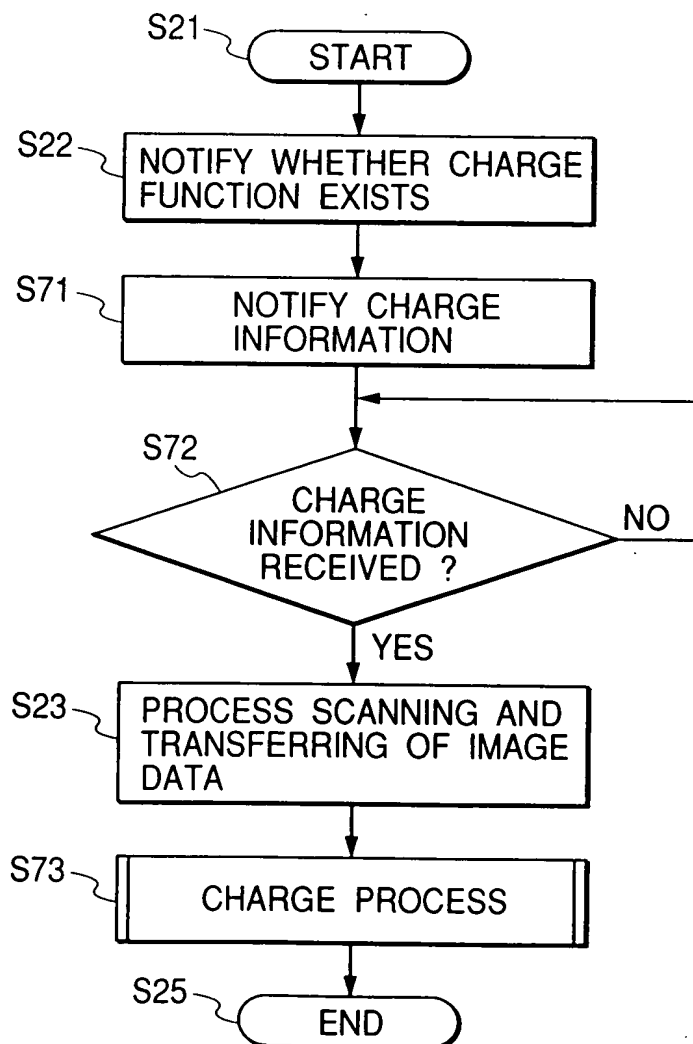 S21
START
S22
NOTIFY WHETHER CHARGE
FUNCTION EXISTS
S71
NOTIFY CHARGE
INFORMATION
S72
CHARGE
INFORMATION
RECEIVED ?
NO
YES
S23
PROCESS SCANNING AND
TRANSFERRING OF IMAGE
DATA
S73
CHARGE PROCESS
S25
END